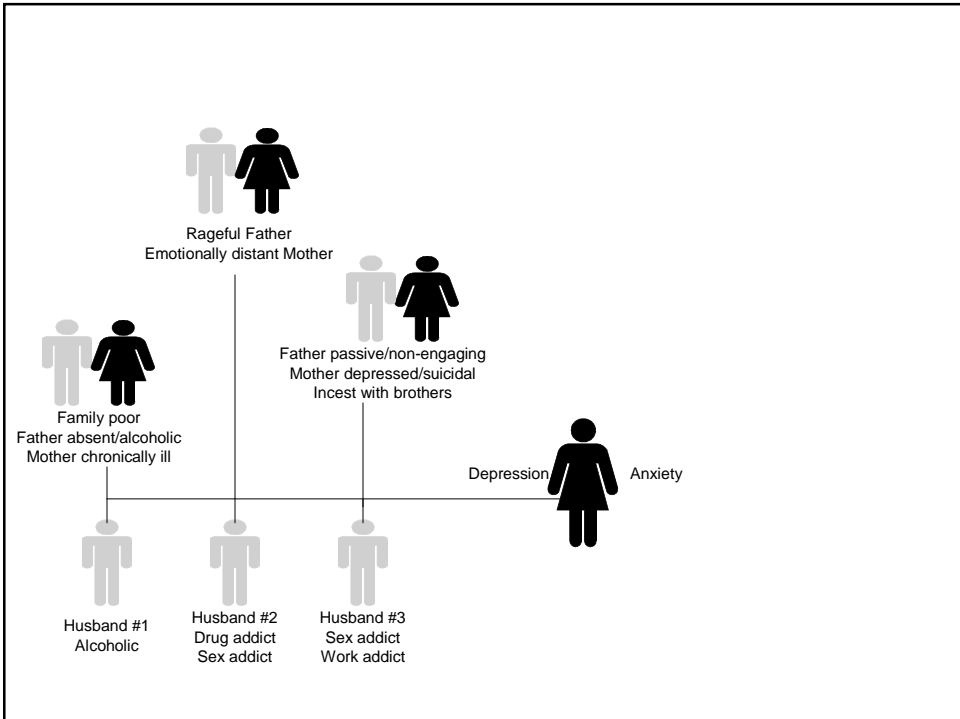 Rageful Father
Emotionally distant Mother
Father passive/non-engaging
Mother depressed/suicidal
Incest with brothers
Family poor
Father absent/alcoholic
Mother chronically ill
Depression
Anxiety
Husband #1
Alcoholic
Husband #2
Drug addict
Sex addict
Husband #3
Sex addict
Work addict